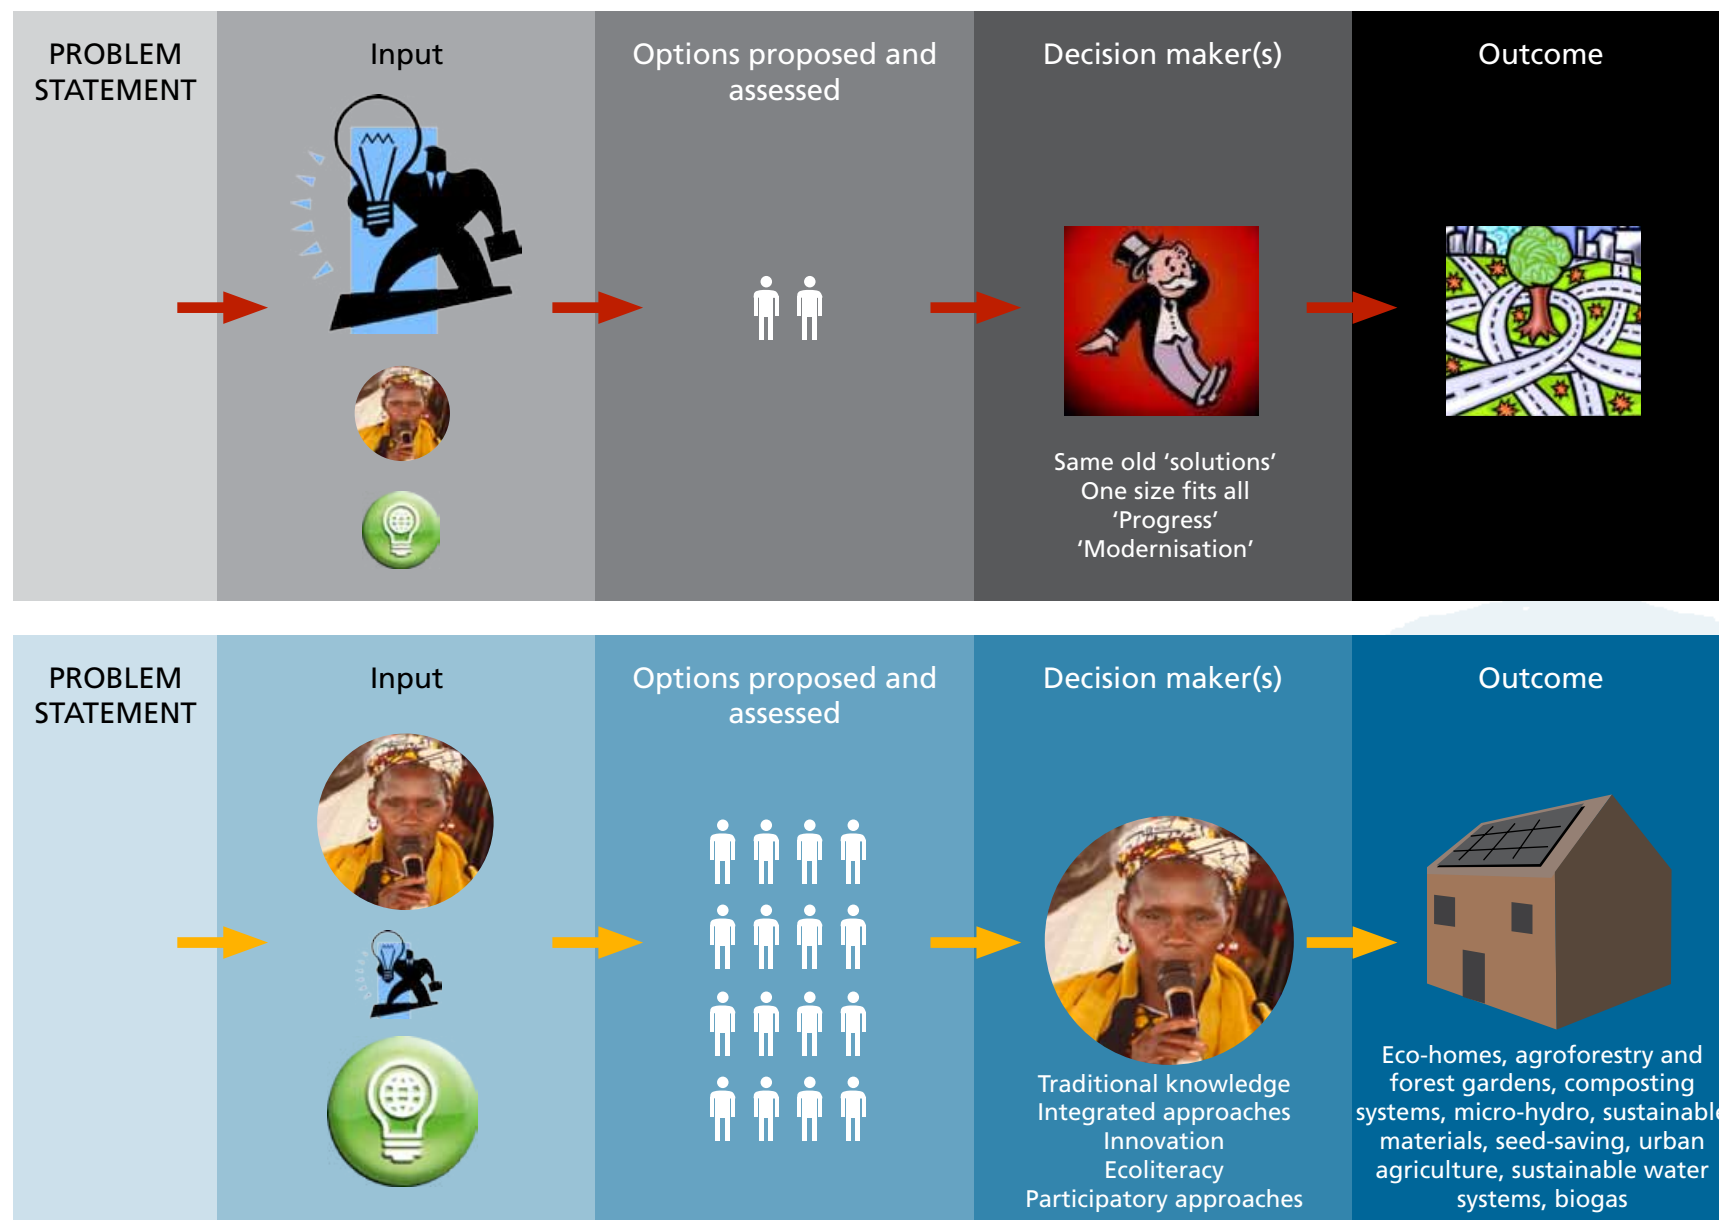 PROBLEM
STATEMENT
Input
Options proposed and
assessed
Decision maker(s)
Same old ‘solutions’
One size fits all
‘Progress’
‘Modernisation’
Outcome
PROBLEM
STATEMENT
Input
Options proposed and
assessed
Decision maker(s)
Traditional knowledge
Integrated approaches
Innovation
Ecoliteracy
Participatory approaches
Outcome
Eco-homes, agroforestry and
forest gardens, composting
systems, micro-hydro, sustainable
materials, seed-saving, urban
agriculture, sustainable water
systems, biogas